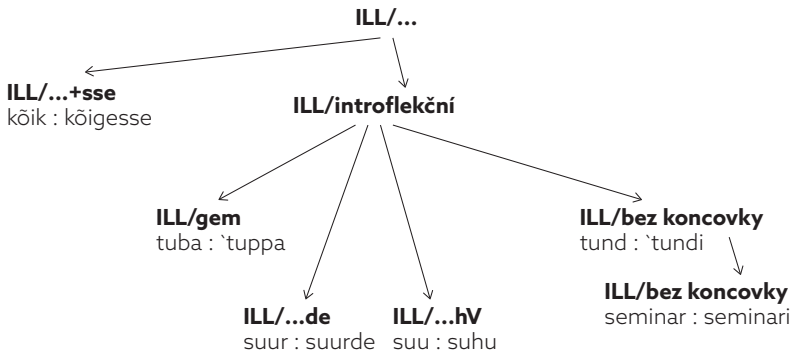 ILL/...
ILL/...+sse
kõik : kõigesse
ILL/introflekční
ILL/gem
tuba : `tuppa
ILL/bez koncovky
tund : `tundi
ILL/...de
suur : suurde
ILL/...hV
suu : suhu
ILL/bez koncovky
seminar : seminari